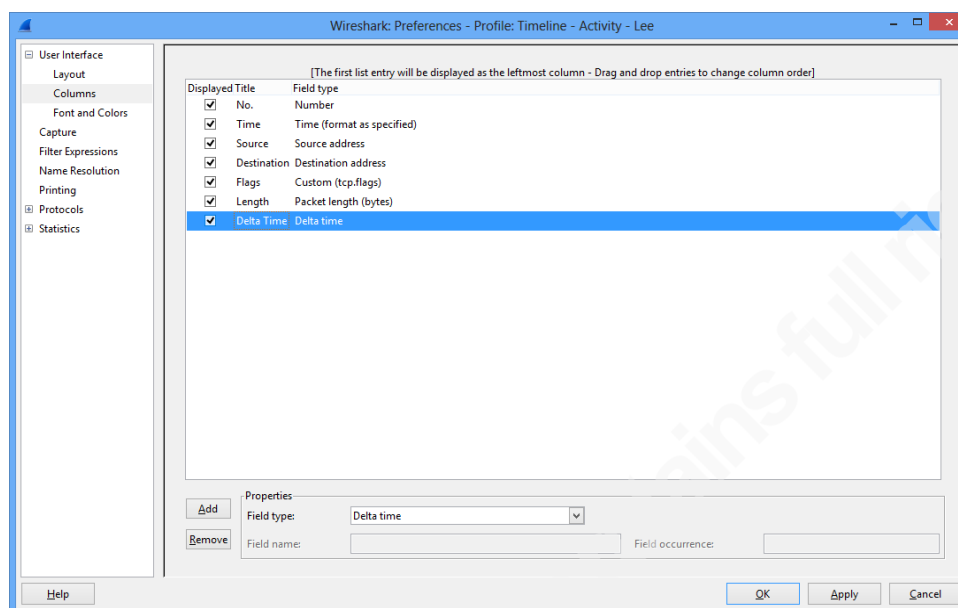 Wireshark: Preferences - Profile: Timeline - Activity - Lee
User Interface
Layout
Columns
Font and Colors
Capture
Filter Expressions
Name Resolution
Printing
Protocols
Statistics
[The first list entry will be displayed as the leftmost column - Drag and drop entries to change column order]
Displayed Title Field type
No. Number
Time Time (format as specified)
Source Source address
Destination Destination address
Flags Custom (tcp.flags)
Length Packet length (bytes)
Delta Time Delta time
Properties
Add
Field type: Delta time
Remove
Field name: Field occurrence:
Help
OK Apply Cancel
ains full ri